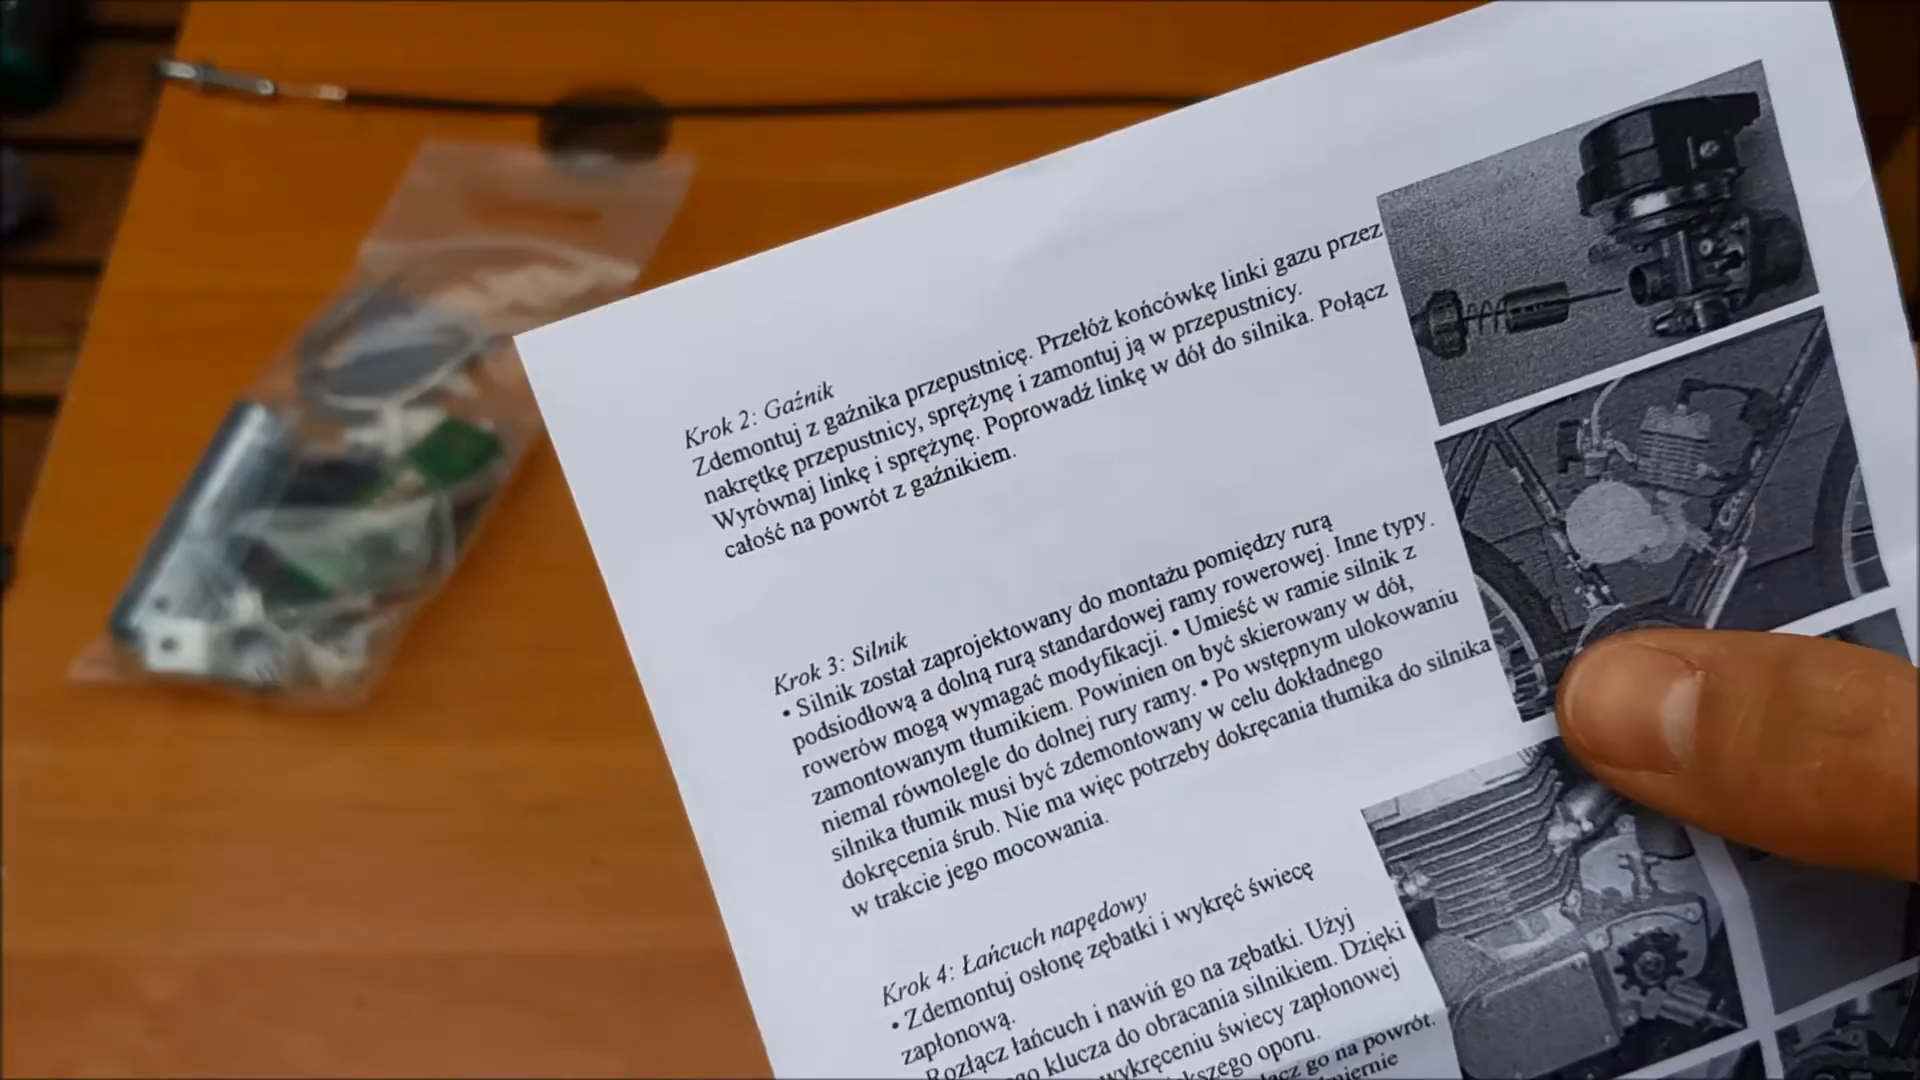 Krok 2: Gaźnik
Zdemontuj z gaźnika przepustnicę. Przełóż końcówkę linki gazu przez
nakrętkę przepustnicy, sprężynę i zamontuj ją w przepustnicy.
Wyrównaj linkę i sprężynę. Poprowadź linkę w dół do silnika. Połącz
całość na powrót z gaźnikiem.
Krok 3: Silnik
• Silnik został zaprojektowany do montażu pomiędzy rurą
podsiodłową a dolną rurą standardowej ramy rowerowej. Inne typy.
rowerów mogą wymagać modyfikacji. • Umieść w ramie silnik z
zamontowanym tłumikiem. Powinien on być skierowany w dół,
niemal równolegle do dolnej rury ramy. • Po wstępnym ulokowaniu
silnika tłumik musi być zdemontowany w celu dokładnego
dokręcenia śrub. Nie ma więc potrzeby dokręcania tłumika do silnika
w trakcie jego mocowania.
Krok 4: Łańcuch napędowy
• Zdemontuj osłonę zębatki i wykręć świecę
zapłonową.
Rozłącz łańcuch i nawiń go na zębatki. Użyj
klucza do obracania silnikiem. Dzięki
wykręceniu świecy zapłonowej
oporu.
go na powrót.